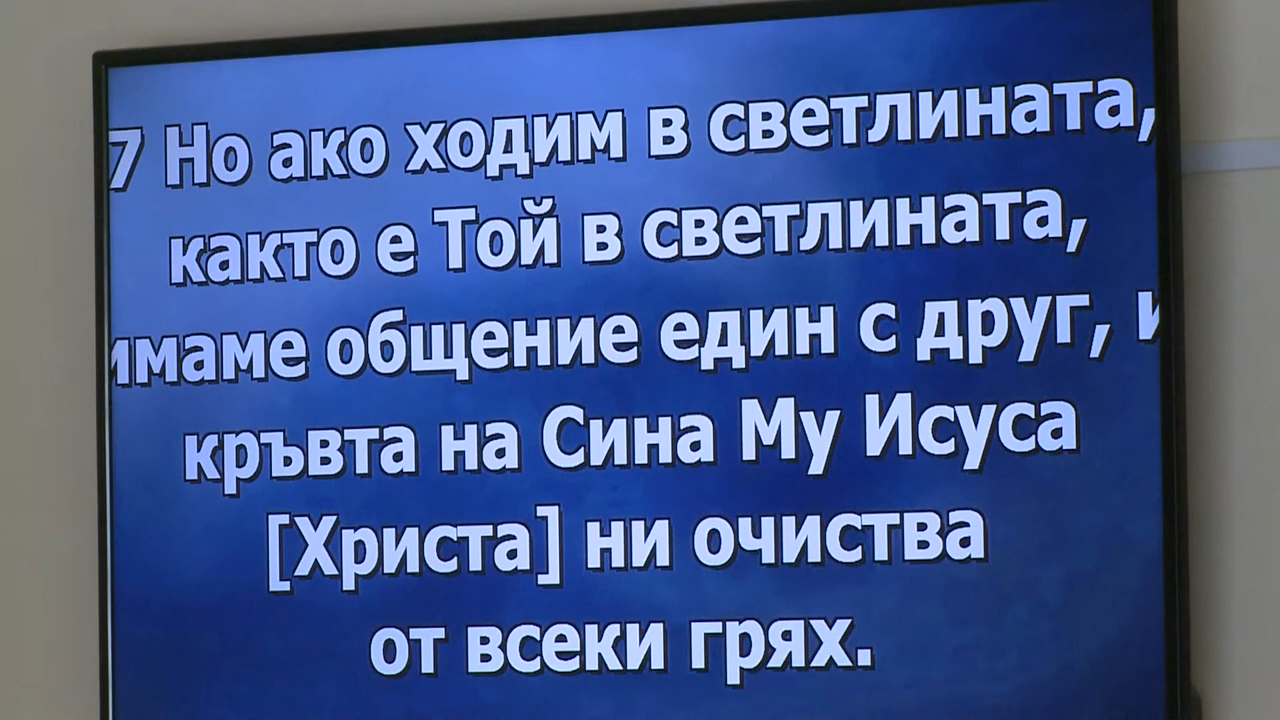 7 Но ако ходим в светлината,
както е Той в светлината,
имаме общение един с друг, и
кръвта на Сина Му Исуса
[Христа] ни очиства
от всеки грях.